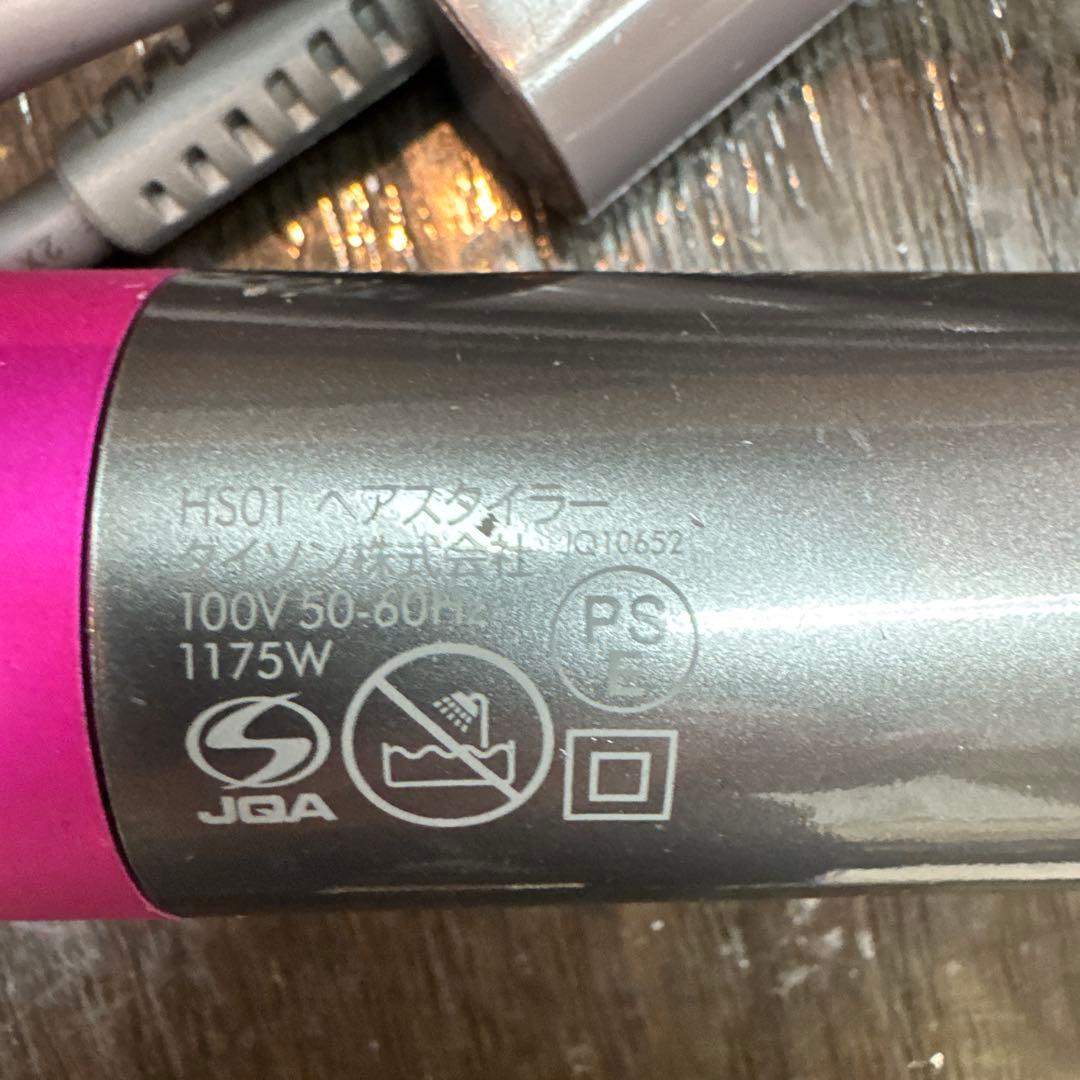 HS01 ヘアスタイラー
ダイソン株式会社 JQ10652
100V 50-60Hz
1175W
PS
E
JQA